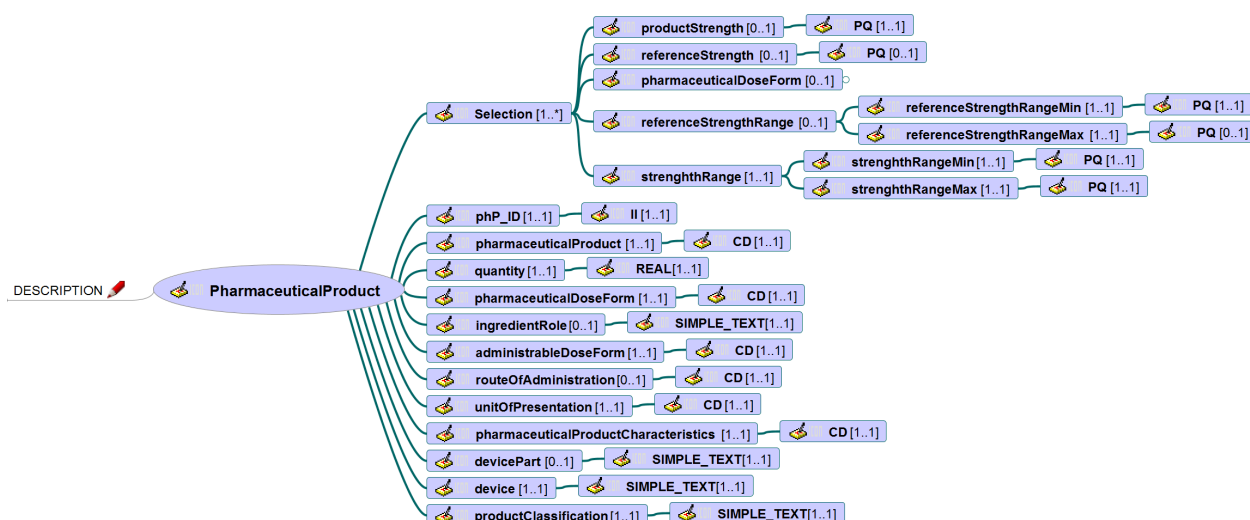 productStrength [0..1] PQ [1..1]
referenceStrength [0..1] PQ [0..1]
pharmaceuticalDoseForm [0..1]
Selection [1..*]
referenceStrengthRange [0..1]
referenceStrengthRangeMin [1..1] PQ [1..1]
referenceStrengthRangeMax [1..1] PQ [0..1]
strenghthRange [1..1]
strenghthRangeMin [1..1] PQ [1..1]
strenghthRangeMax [1..1] PQ [1..1]
DESCRIPTION
PharmaceuticalProduct
phP_ID [1..1] II [1..1]
pharmaceuticalProduct [1..1] CD [1..1]
quantity [1..1] REAL [1..1]
pharmaceuticalDoseForm [1..1] CD [1..1]
ingredientRole [0..1] SIMPLE_TEXT [1..1]
administrableDoseForm [1..1] CD [1..1]
routeOfAdministration [0..1] CD [1..1]
unitOfPresentation [1..1] CD [1..1]
pharmaceuticalProductCharacteristics [1..1] CD [1..1]
devicePart [0..1] SIMPLE_TEXT [1..1]
device [1..1] SIMPLE_TEXT [1..1]
productClassification [1..1] SIMPLE_TEXT [1..1]